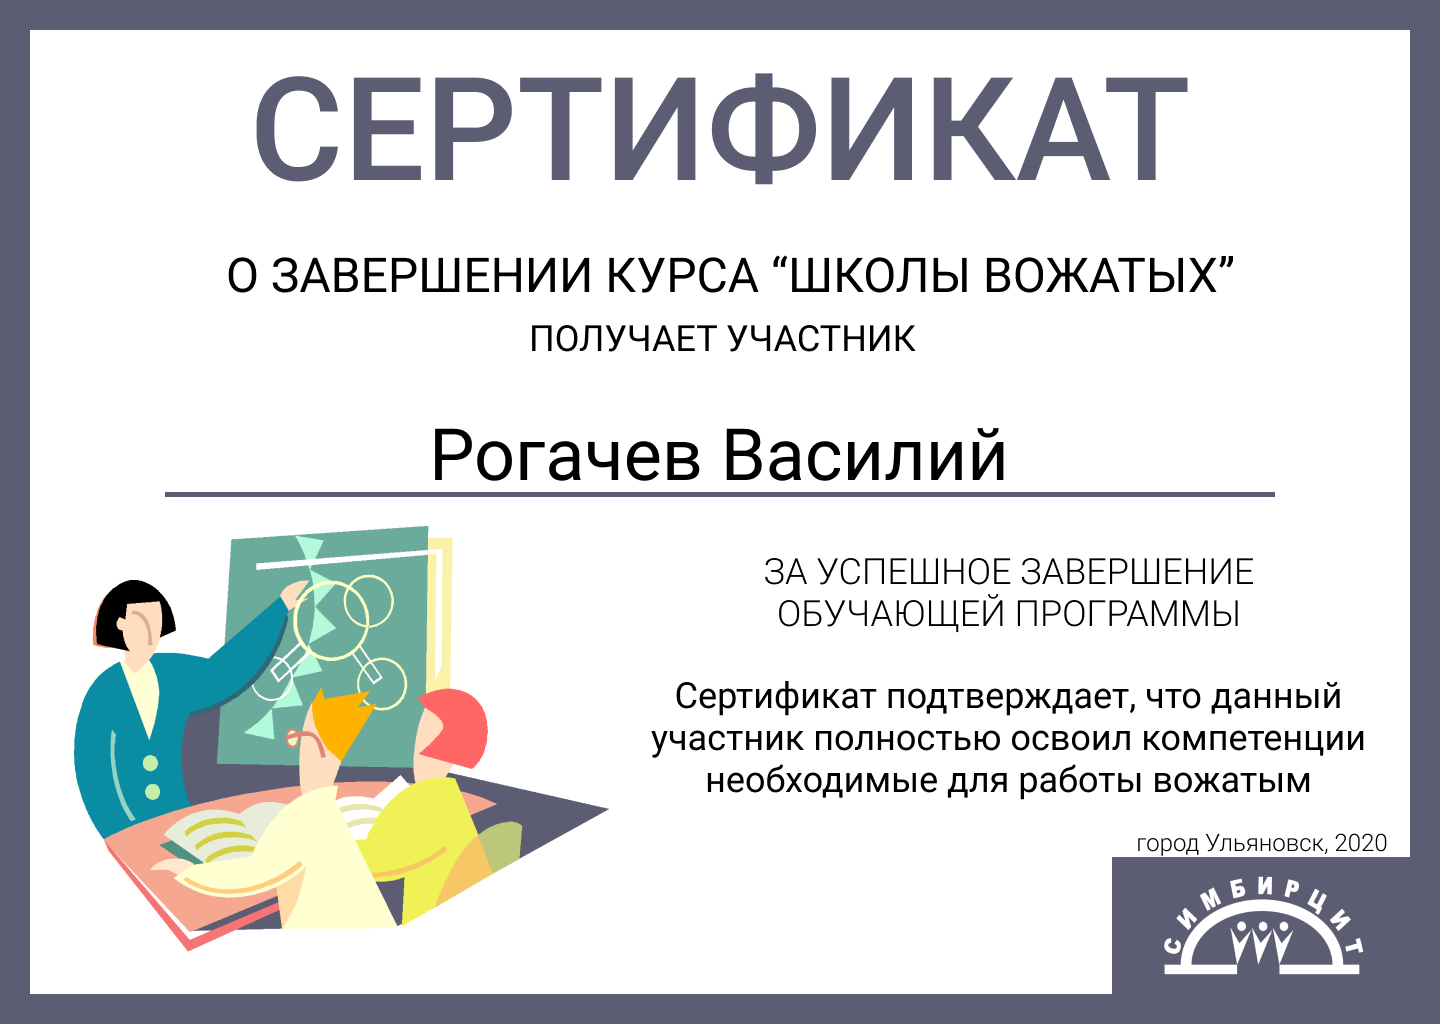 СЕРТИФИКАТ
О ЗАВЕРШЕНИИ КУРСА “ШКОЛЫ ВОЖАТЫХ”
ПОЛУЧАЕТ УЧАСТНИК
Рогачев Василий
ЗА УСПЕШНОЕ ЗАВЕРШЕНИЕ
ОБУЧАЮЩЕЙ ПРОГРАММЫ
Сертификат подтверждает, что данный
участник полностью освоил компетенции
необходимые для работы вожатым
город Ульяновск, 2020
СИМБИРЦИТ